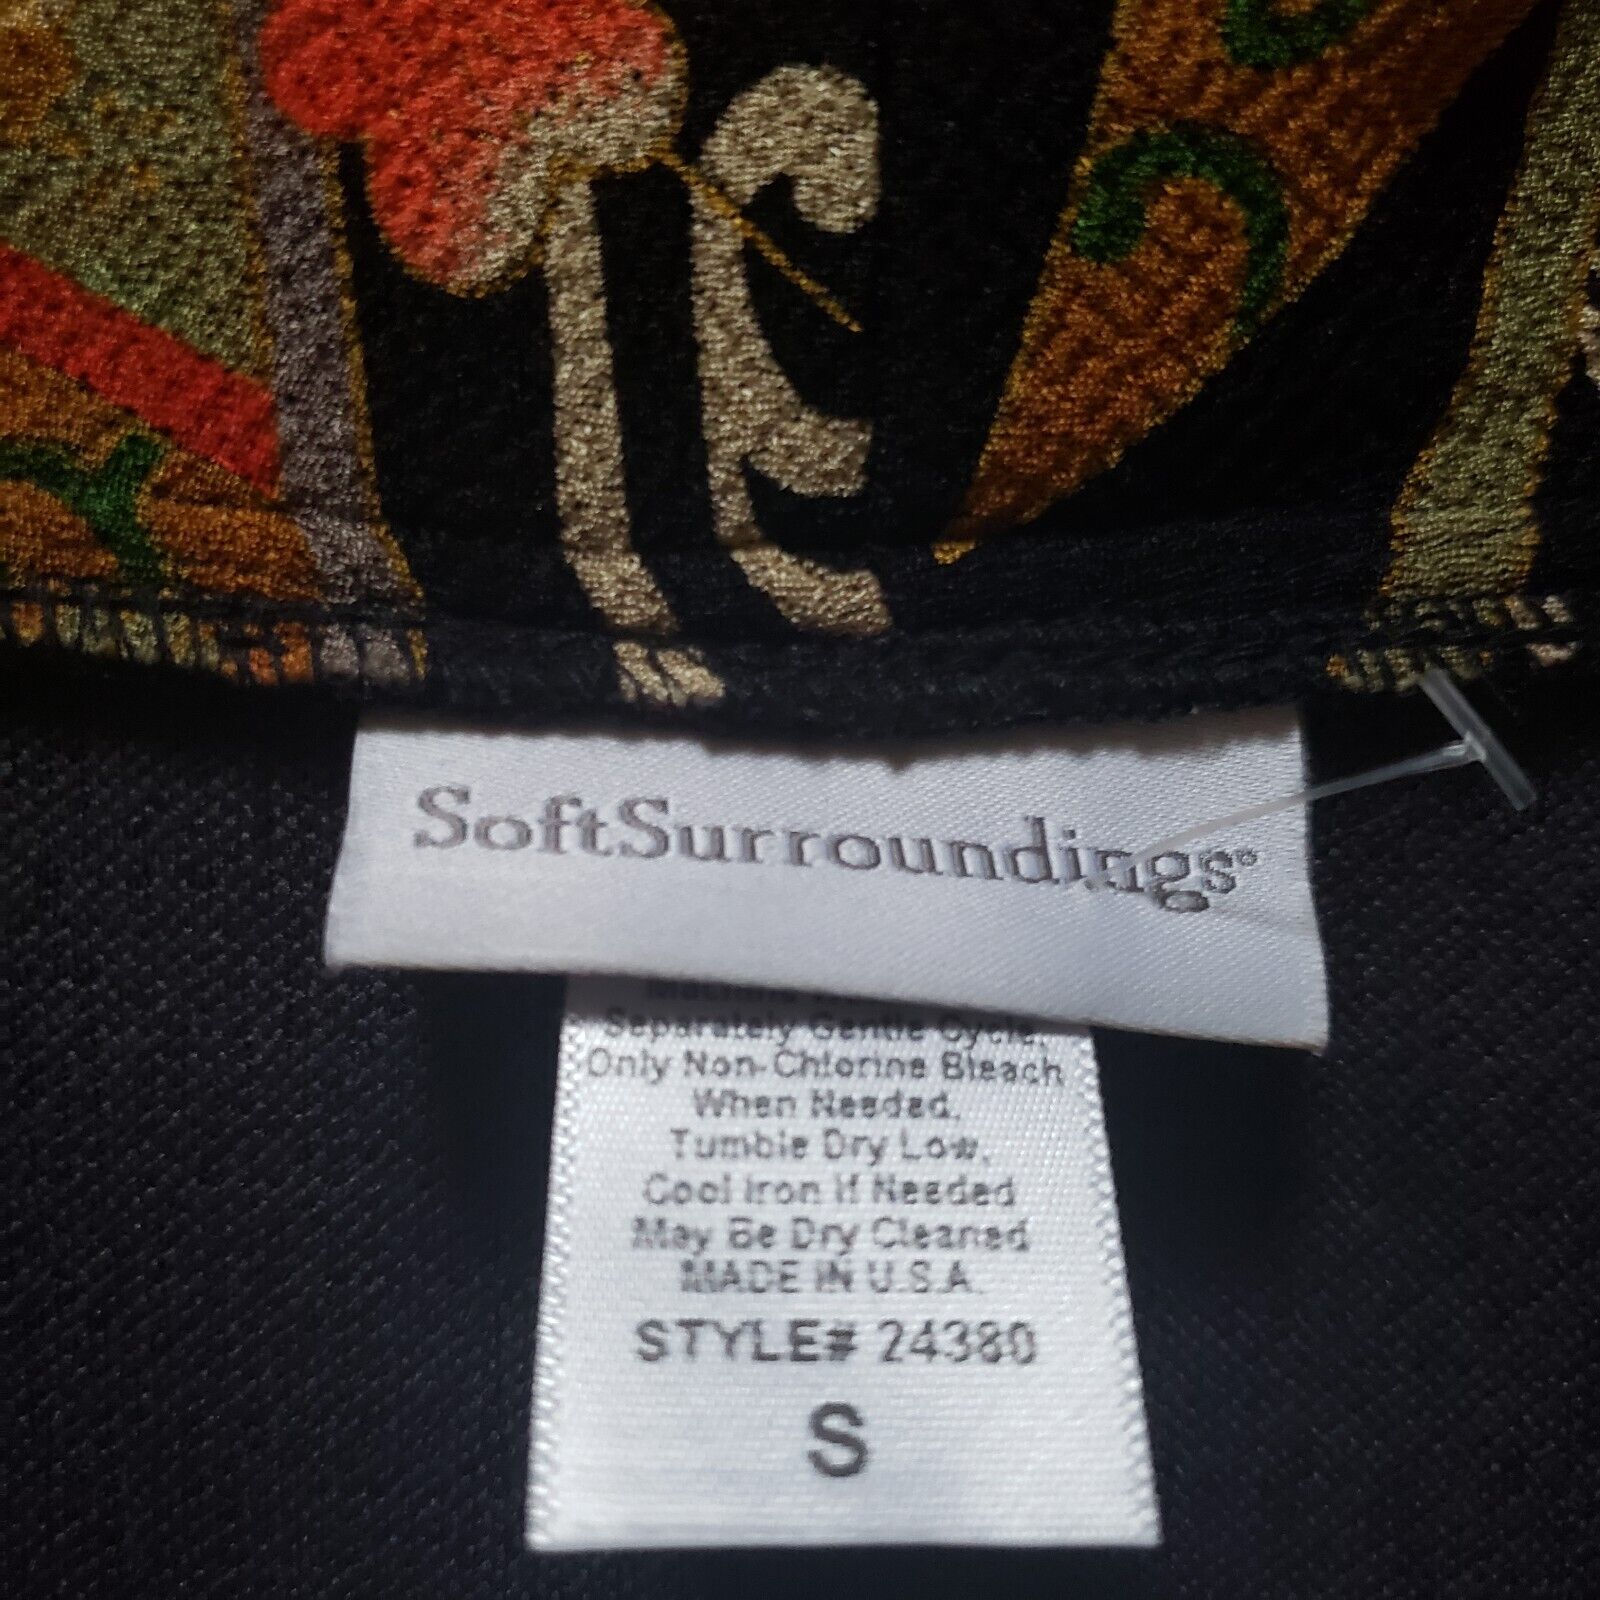 SoftSurroundings®
Machine
Separately Gentle Cycle.
Only Non-Chlorine Bleach
When Needed.
Tumble Dry Low.
Cool Iron If Needed
May Be Dry Cleaned
MADE IN U.S.A.
STYLE# 24380
S